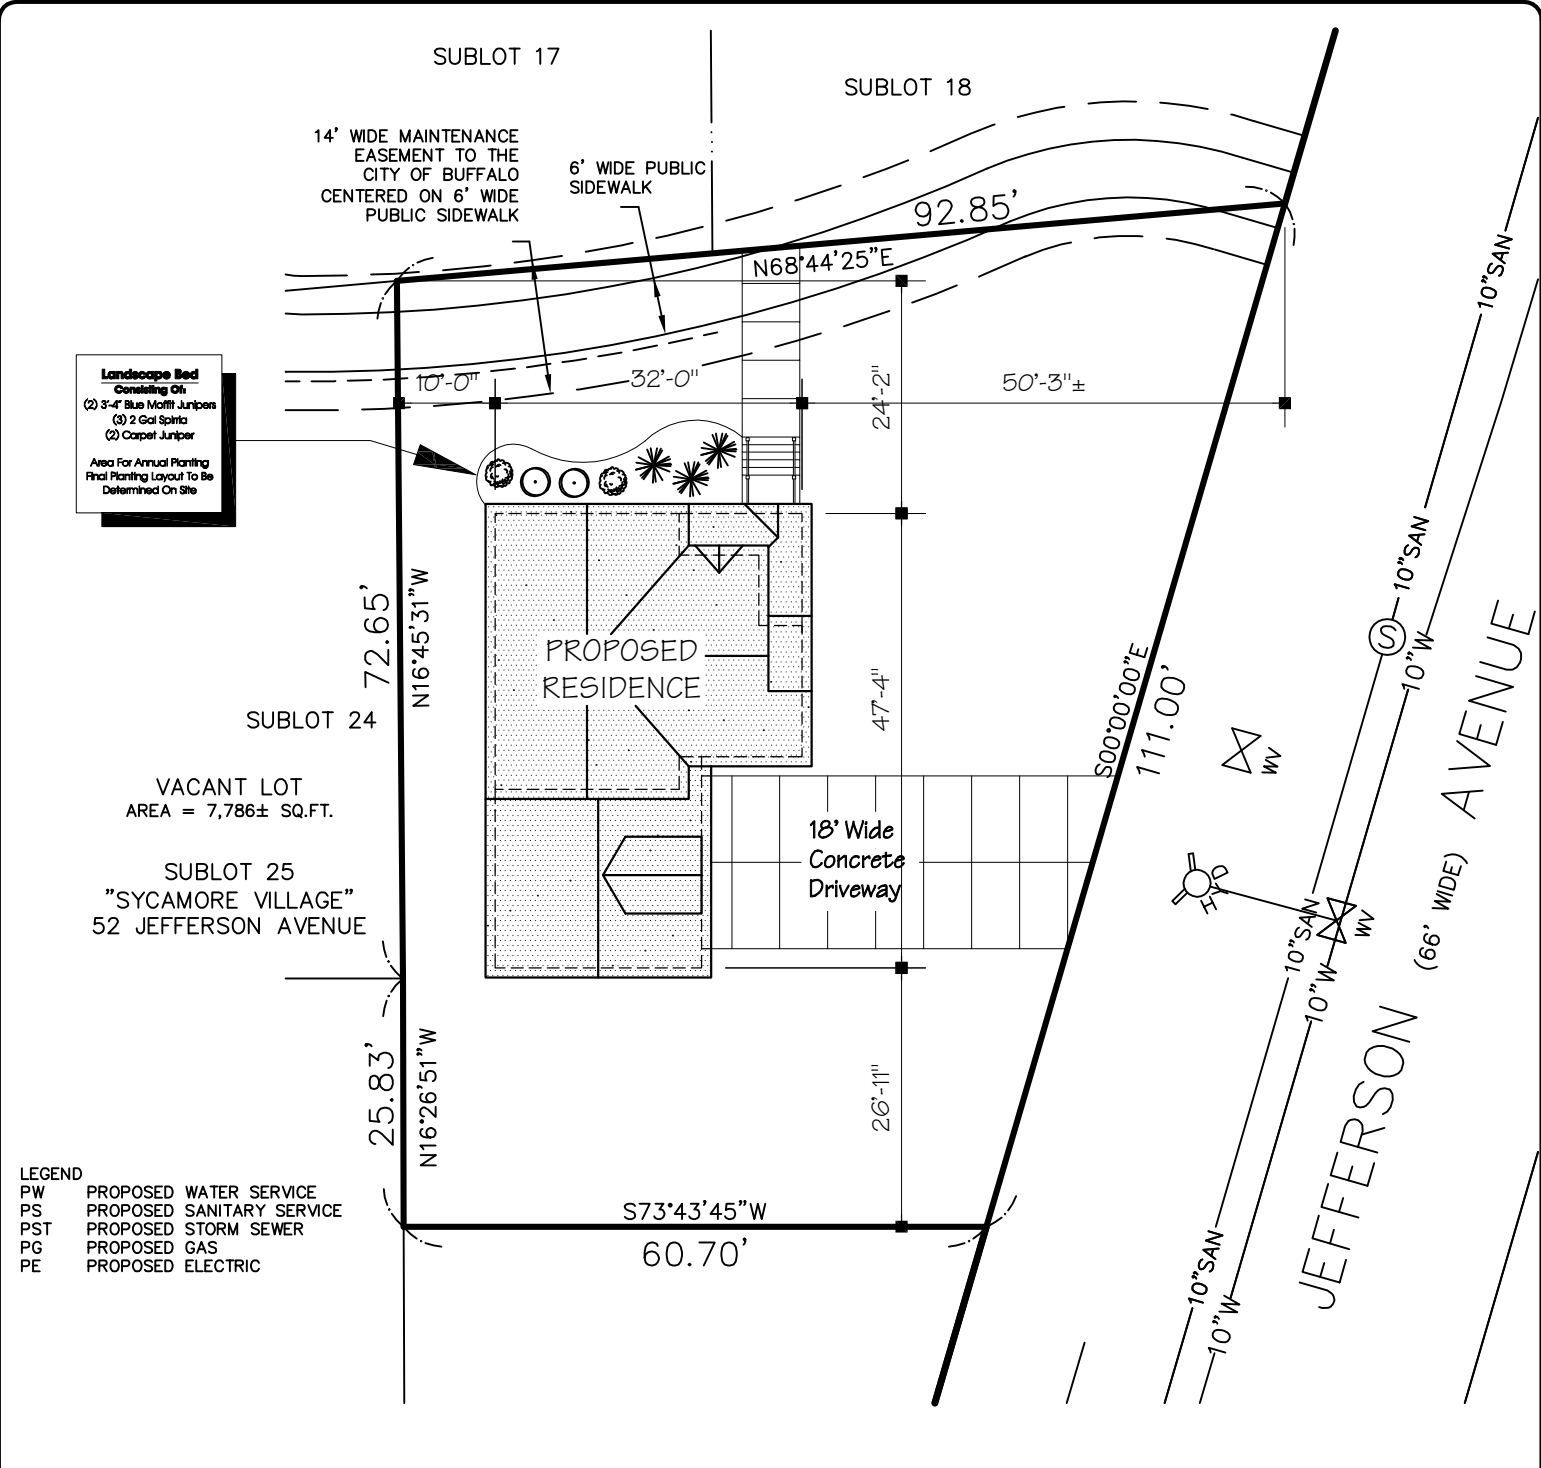 SUBLOT 17
SUBLOT 18
14' WIDE MAINTENANCE
EASEMENT TO THE
CITY OF BUFFALO
CENTERED ON 6' WIDE
PUBLIC SIDEWALK
6' WIDE PUBLIC
SIDEWALK
92.85'
N68°44'25"E
10"SAN
Landscape Bed
Consisting Of:
(2) 3'-4' Blue Moffit Junipers
(3) 2 Gal Spirria
(2) Carpet Juniper
Area For Annual Planting
Final Planting Layout To Be
Determined On Site
10'-0"
32'-0"
50'-3"±
24'-2"
10"SAN
S
10"W
72.65'
N16°45'31"W
PROPOSED
RESIDENCE
47'-4"
S00°00'00"E
111.00'
WV
SUBLOT 24
VACANT LOT
AREA = 7,786± SQ.FT.
SUBLOT 25
"SYCAMORE VILLAGE"
52 JEFFERSON AVENUE
18' Wide
Concrete
Driveway
HYD
WV
10"SAN
10"W
JEFFERSON (66' WIDE) AVENUE
25.83'
N16°26'51"W
26'-11"
S73°43'45"W
60.70'
10"SAN
10"W
LEGEND
PW PROPOSED WATER SERVICE
PS PROPOSED SANITARY SERVICE
PST PROPOSED STORM SEWER
PG PROPOSED GAS
PE PROPOSED ELECTRIC